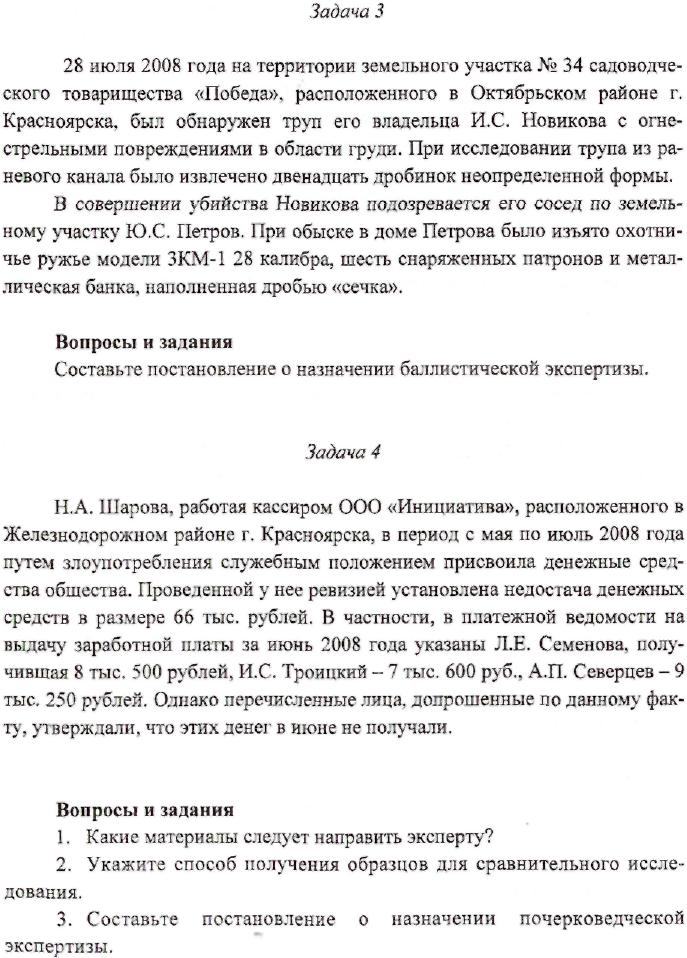 Задача 3
28 июля 2008 года на территории земельного участка № 34 садоводче-
ского товарищества «Победа», расположенного в Октябрьском районе г.
Красноярска, был обнаружен труп его владельца И.С. Новикова с огне-
стрельными повреждениями в области груди. При исследовании трупа из ра-
невого канала было извлечено двенадцать дробинок неопределенной формы.
В совершении убийства Новикова подозревается его сосед по земель-
ному участку Ю.С. Петров. При обыске в доме Петрова было изъято охотни-
чье ружье модели ЗКМ-1 28 калибра, шесть снаряженных патронов и метал-
лическая банка, наполненная дробью «сечка».
Вопросы и задания
Составьте постановление о назначении баллистической экспертизы.
Задача 4
Н.А. Шарова, работая кассиром ООО «Инициатива», расположенного в
Железнодорожном районе г. Красноярска, в период с мая по июль 2008 года
путем злоупотребления служебным положением присвоила денежные сред-
ства общества. Проведенной у нее ревизией установлена недостача денежных
средств в размере 66 тыс. рублей. В частности, в платежной ведомости на
выдачу заработной платы за июнь 2008 года указаны Л.Е. Семенова, полу-
чившая 8 тыс. 500 рублей, И.С. Троицкий – 7 тыс. 600 руб., А.П. Северцев – 9
тыс. 250 рублей. Однако перечисленные лица, допрошенные по данному фак-
ту, утверждали, что этих денег в июне не получали.
Вопросы и задания
1. Какие материалы следует направить эксперту?
2. Укажите способ получения образцов для сравнительного иссле-
дования.
3. Составьте постановление о назначении почерковедческой
экспертизы.